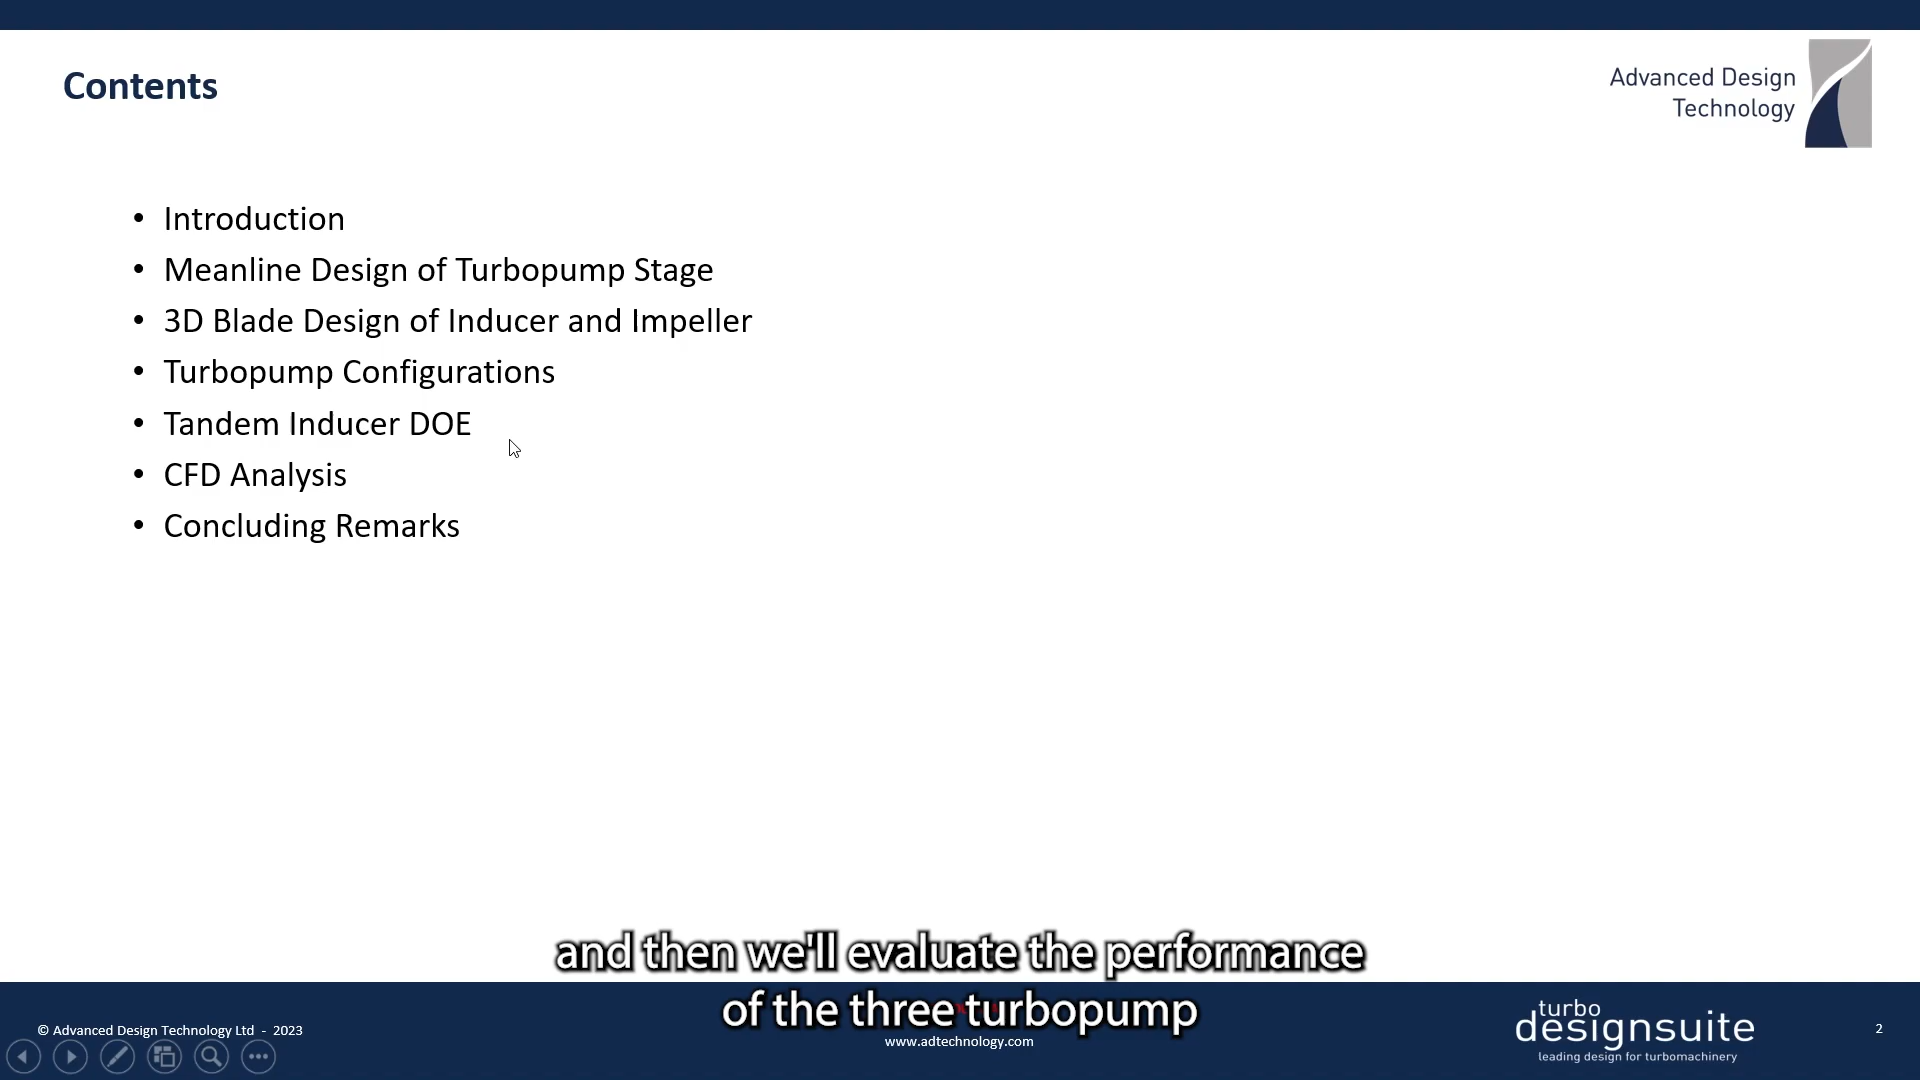 Contents
Advanced Design
Technology
• Introduction
• Meanline Design of Turbopump Stage
• 3D Blade Design of Inducer and Impeller
• Turbopump Configurations
• Tandem Inducer DOE
• CFD Analysis
• Concluding Remarks
and then we'll evaluate the performance
of the three turbopump
© Advanced Design Technology Ltd - 2023
www.adtechnology.com
turbo
designsuite
leading design for turbomachinery
2